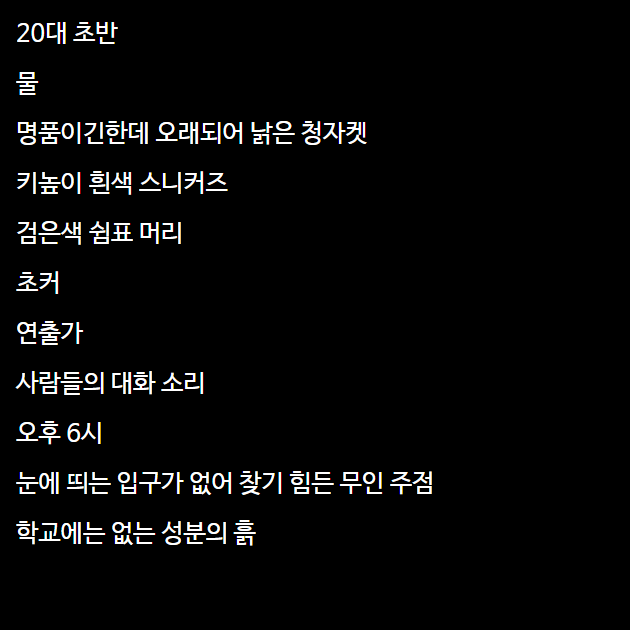 20대 초반
물
명품이긴한데 오래되어 낡은 청자켓
키높이 흰색 스니커즈
검은색 쉼표 머리
초커
연출가
사람들의 대화 소리
오후 6시
눈에 띄는 입구가 없어 찾기 힘든 무인 주점
학교에는 없는 성분의 흙